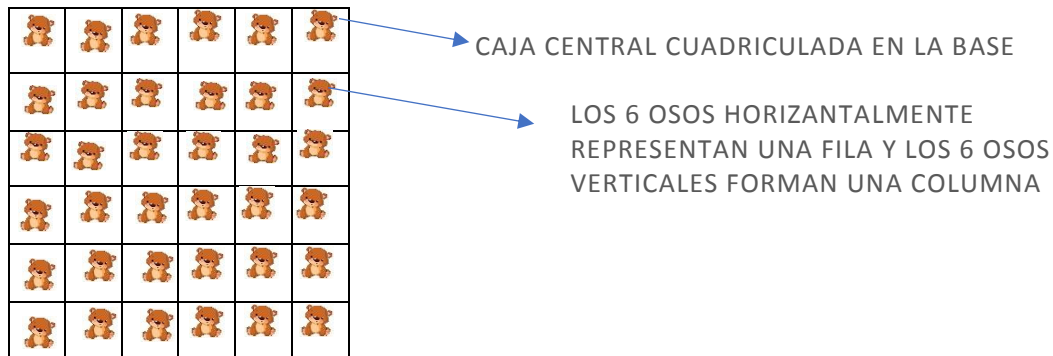 CAJA CENTRAL CUADRICULADA EN LA BASE
LOS 6 OSOS HORIZANTALMENTE
REPRESENTAN UNA FILA Y LOS 6 OSOS
VERTICALES FORMAN UNA COLUMNA